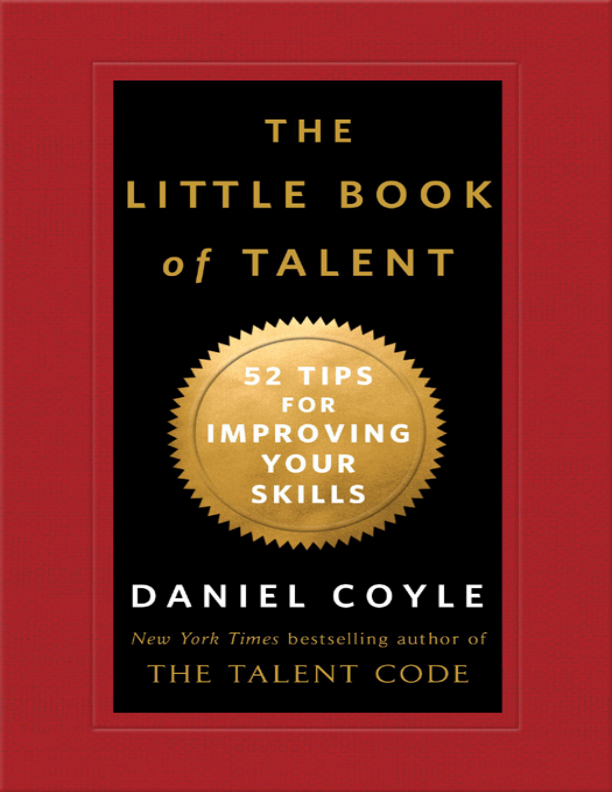 THE
LITTLE BOOK
of TALENT
52 TIPS
FOR
IMPROVING
YOUR
SKILLS
DANIEL COYLE
New York Times bestselling author of
THE TALENT CODE